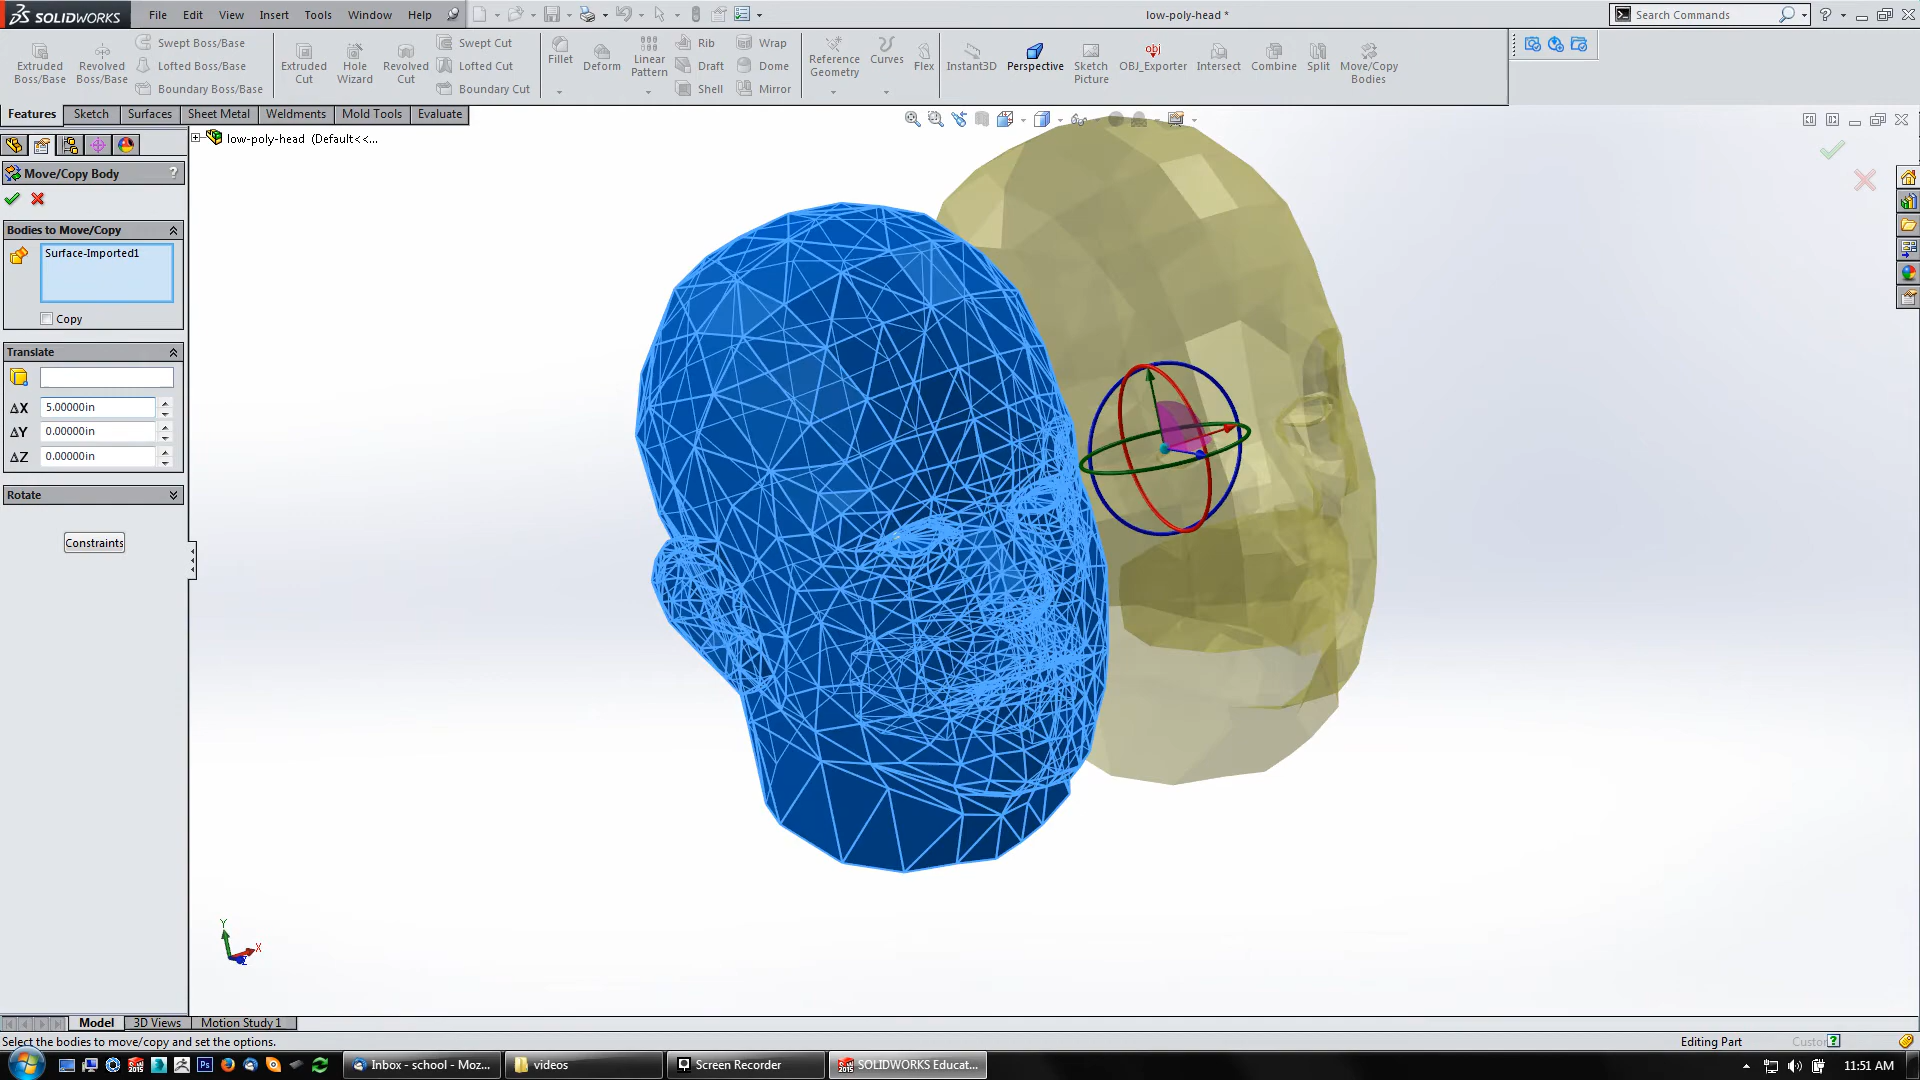 SOLIDWORKS File Edit View Insert Tools Window Help low-poly-head * Search Commands
Extruded Boss/Base
Revolved Boss/Base
Swept Boss/Base
Lofted Boss/Base
Boundary Boss/Base
Extruded Cut
Hole Wizard
Revolved Cut
Swept Cut
Lofted Cut
Boundary Cut
Fillet
Deform
Linear Pattern
Rib
Draft
Shell
Wrap
Dome
Mirror
Reference Geometry
Curves
Flex
Instant3D
Perspective
Sketch Picture
obj
OBJ_Exporter
Intersect
Combine
Split
Move/Copy Bodies
Features Sketch Surfaces Sheet Metal Weldments Mold Tools Evaluate
low-poly-head (Default<<...
Move/Copy Body ?
Bodies to Move/Copy
Surface-Imported1
Copy
Translate
ΔX 5.00000in
ΔY 0.00000in
ΔZ 0.00000in
Rotate
Constraints
Y
X
Z
Model 3D Views Motion Study 1
Select the bodies to move/copy and set the options. Editing Part Custo
Inbox - school - Moz... videos Screen Recorder SOLIDWORKS Educat... 11:51 AM